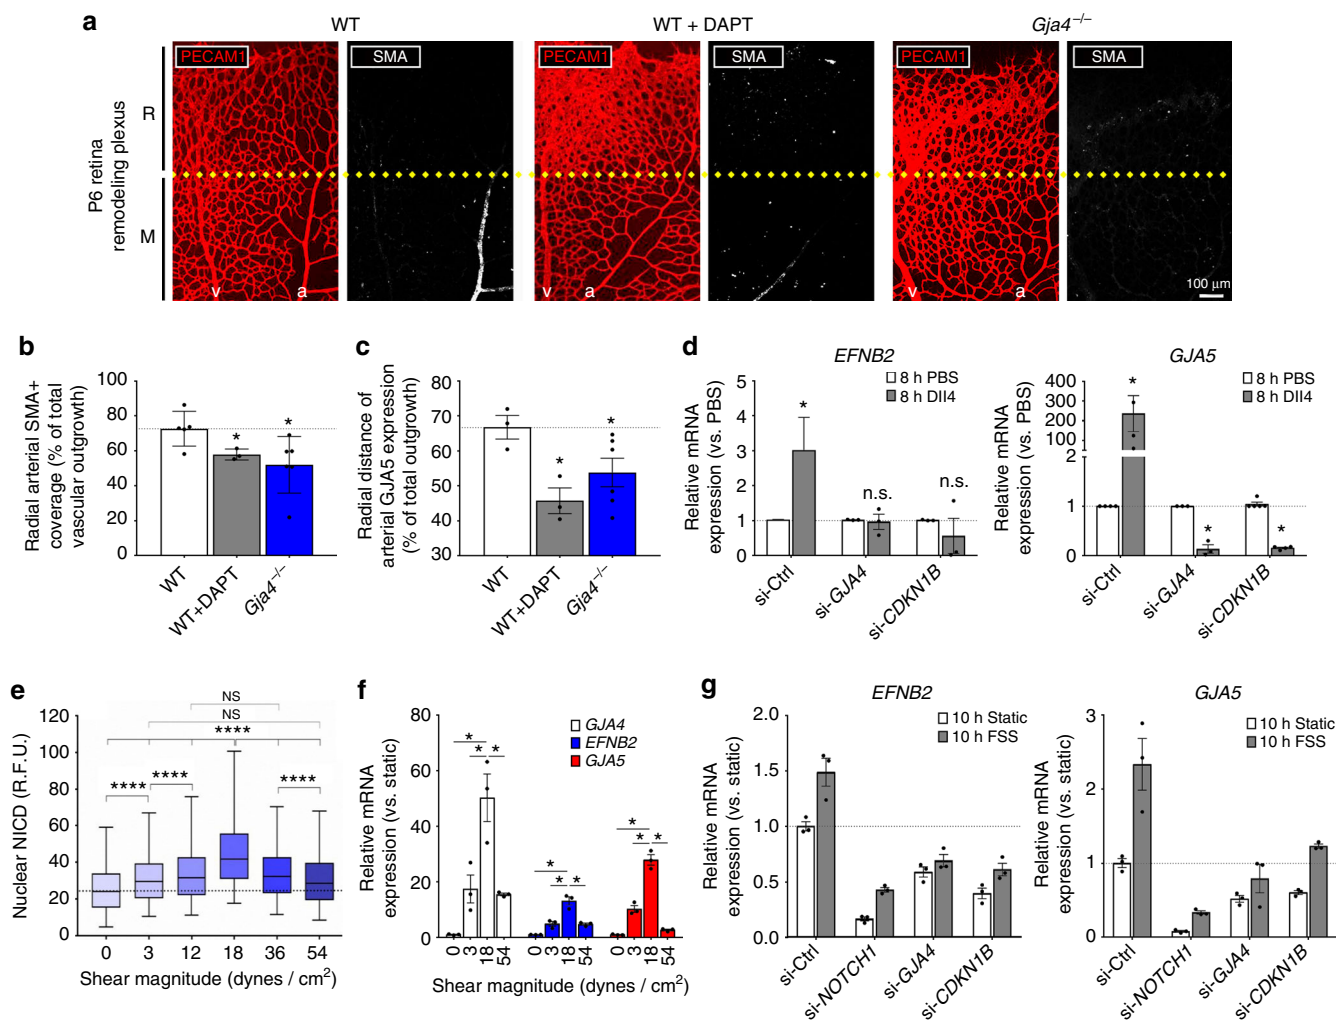 a
WT
WT + DAPT
Gja4⁻/⁻
PECAM1
SMA
PECAM1
SMA
PECAM1
SMA
P6 retina
remodeling plexus
R
M
v
a
v
a
v
a
100 μm
b
Radial arterial SMA+
coverage (% of total
vascular outgrowth)
100
80
60
40
20
0
*
*
WT
WT+DAPT
Gja4⁻/⁻
c
Radial distance of
arterial GJA5 expression
(% of total outgrowth)
80
70
60
50
40
30
*
*
WT
WT+DAPT
Gja4⁻/⁻
d
EFNB2
8 h PBS
8 h Dll4
Relative mRNA
expression (vs. PBS)
5
4
3
2
1
0
*
n.s.
n.s.
si-Ctrl
si-GJA4
si-CDKN1B
GJA5
8 h PBS
8 h Dll4
Relative mRNA
expression (vs. PBS)
400
300
200
100
2
1
0
*
*
*
si-Ctrl
si-GJA4
si-CDKN1B
e
Nuclear NICD (R.F.U.)
120
100
80
60
40
20
0
NS
NS
****
****
****
****
0 3 12 18 36 54
Shear magnitude (dynes / cm²)
f
GJA4
EFNB2
GJA5
Relative mRNA
expression (vs. static)
80
60
40
20
0
*
* *
*
* *
*
* *
0 3 18 54 0 3 18 54 0 3 18 54
Shear magnitude (dynes / cm²)
g
EFNB2
10 h Static
10 h FSS
Relative mRNA
expression (vs. static)
2.0
1.5
1.0
0.5
0.0
si-Ctrl
si-NOTCH1
si-GJA4
si-CDKN1B
GJA5
10 h Static
10 h FSS
Relative mRNA
expression (vs. static)
3
2
1
0
si-Ctrl
si-NOTCH1
si-GJA4
si-CDKN1B